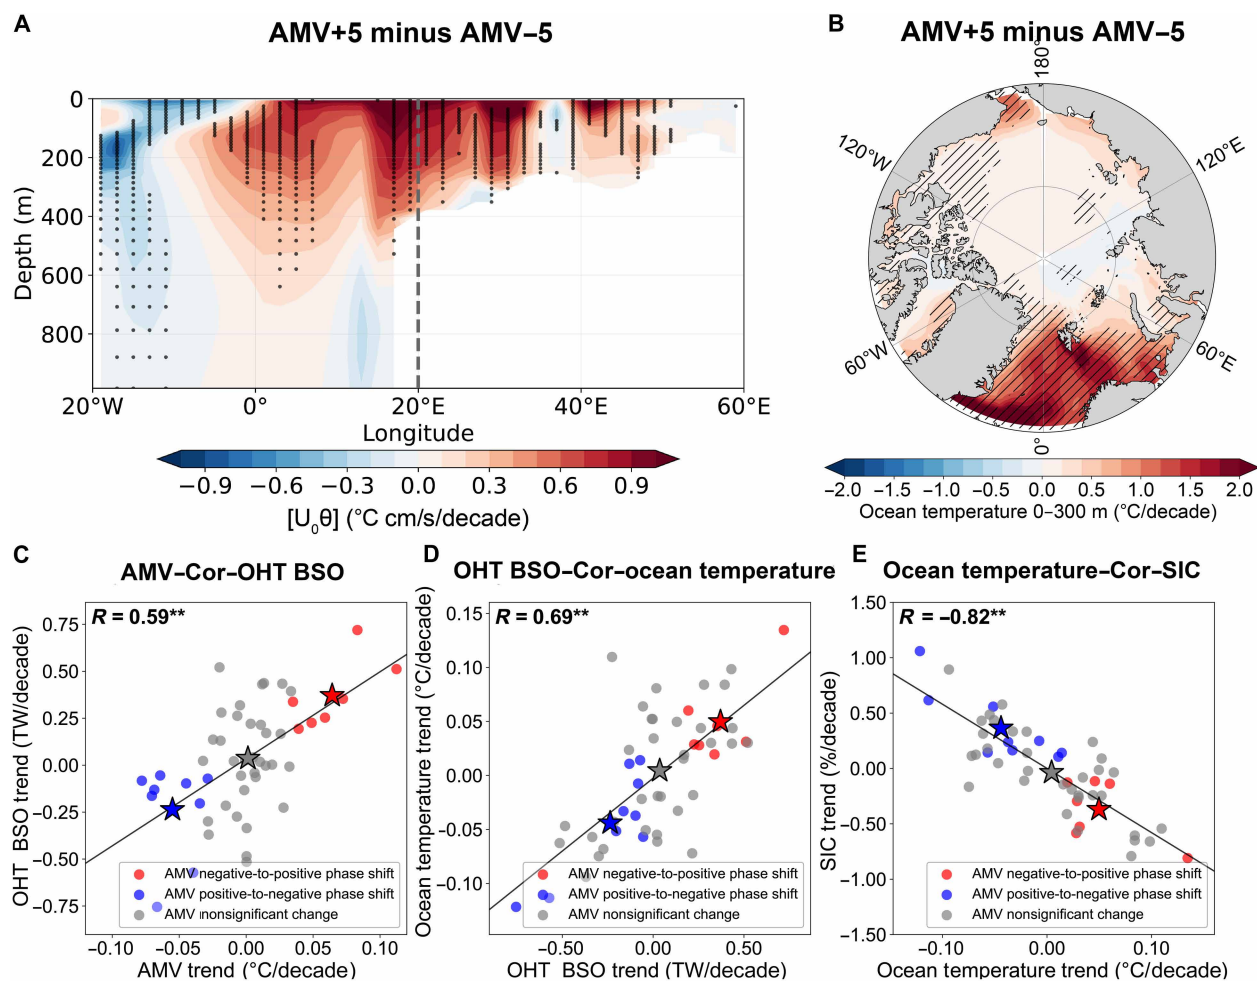 A
AMV+5 minus AMV−5
0
200
400
600
800
Depth (m)
20°W
0
20°E
40°E
60°E
Longitude
−0.9
−0.6
−0.3
0.0
0.3
0.6
0.9
[U₀θ] (°C cm/s/decade)
B
AMV+5 minus AMV−5
180°
120°W
120°E
60°W
60°E
0°
−2.0
−1.5
−1.0
−0.5
0.0
0.5
1.0
1.5
2.0
Ocean temperature 0–300 m (°C/decade)
C
AMV–Cor–OHT BSO
R = 0.59**
0.75
0.50
0.25
0.00
−0.25
−0.50
−0.75
OHT BSO trend (TW/decade)
AMV negative-to-positive phase shift
AMV positive-to-negative phase shift
AMV nonsignificant change
−0.10
−0.05
0.00
0.05
0.10
AMV trend (°C/decade)
D
OHT BSO–Cor–ocean temperature
R = 0.69**
0.15
0.10
0.05
0.00
−0.05
−0.10
Ocean temperature trend (°C/decade)
AMV negative-to-positive phase shift
AMV positive-to-negative phase shift
AMV nonsignificant change
−0.50
0.00
0.50
OHT BSO trend (TW/decade)
E
Ocean temperature–Cor–SIC
R = −0.82**
1.50
1.00
0.50
0.00
−0.50
−1.00
−1.50
SIC trend (%/decade)
AMV negative-to-positive phase shift
AMV positive-to-negative phase shift
AMV nonsignificant change
−0.10
0.00
0.10
Ocean temperature trend (°C/decade)